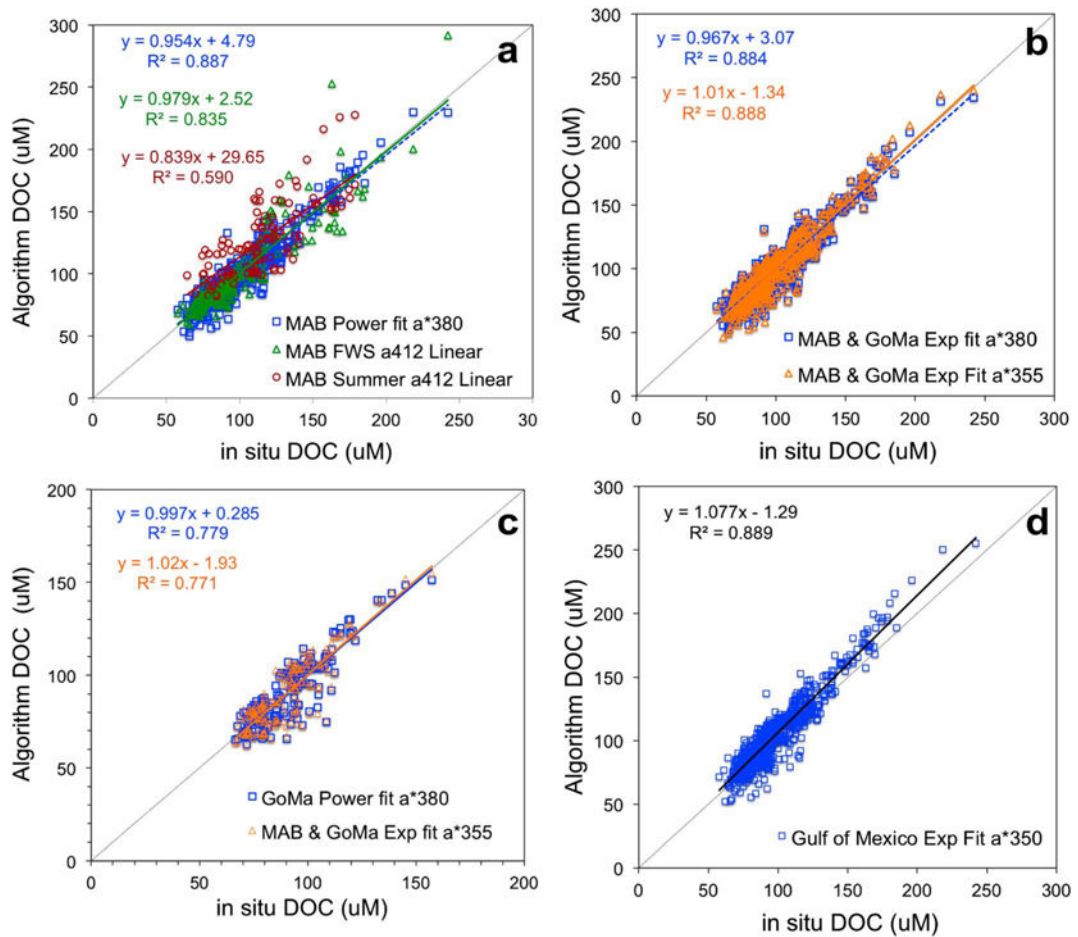 a
y = 0.954x + 4.79
R² = 0.887
y = 0.979x + 2.52
R² = 0.835
y = 0.839x + 29.65
R² = 0.590
300
250
200
150
100
50
0
Algorithm DOC (uM)
MAB Power fit a*380
MAB FWS a412 Linear
MAB Summer a412 Linear
0 50 100 150 200 250 30
in situ DOC (uM)
b
y = 0.967x + 3.07
R² = 0.884
y = 1.01x - 1.34
R² = 0.888
300
250
200
150
100
50
0
Algorithm DOC (uM)
MAB & GoMa Exp fit a*380
MAB & GoMa Exp Fit a*355
0 50 100 150 200 250 300
in situ DOC (uM)
c
y = 0.997x + 0.285
R² = 0.779
y = 1.02x - 1.93
R² = 0.771
200
150
100
50
0
Algorithm DOC (uM)
GoMa Power fit a*380
MAB & GoMa Exp fit a*355
0 50 100 150 200
in situ DOC (uM)
d
y = 1.077x - 1.29
R² = 0.889
300
250
200
150
100
50
0
Algorithm DOC (uM)
Gulf of Mexico Exp Fit a*350
0 50 100 150 200 250 300
in situ DOC (uM)